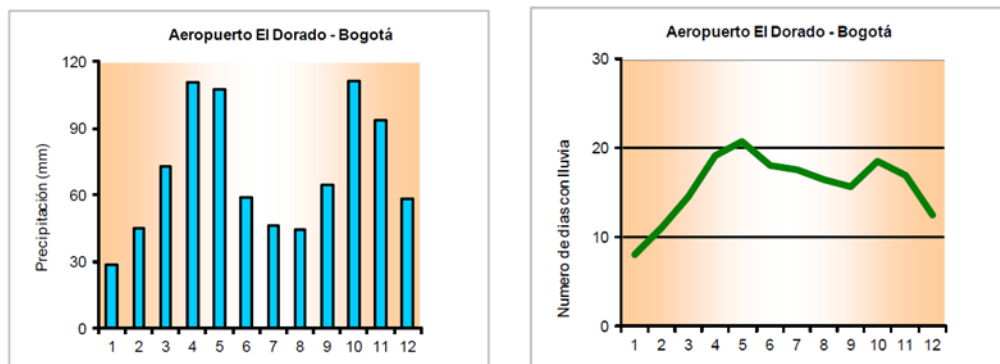 Aeropuerto El Dorado - Bogotá
Precipitación (mm)
120
90
60
30
0
1 2 3 4 5 6 7 8 9 10 11 12
Aeropuerto El Dorado - Bogotá
Numero de dias con lluvia
30
20
10
0
1 2 3 4 5 6 7 8 9 10 11 12